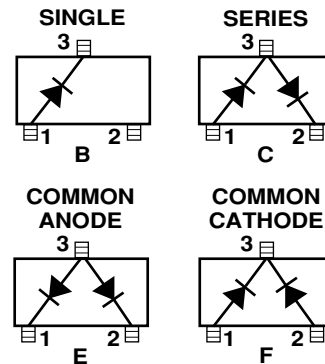 SINGLE
3
1 2
B
SERIES
3
1 2
C
COMMON
ANODE
3
1 2
E
COMMON
CATHODE
3
1 2
F